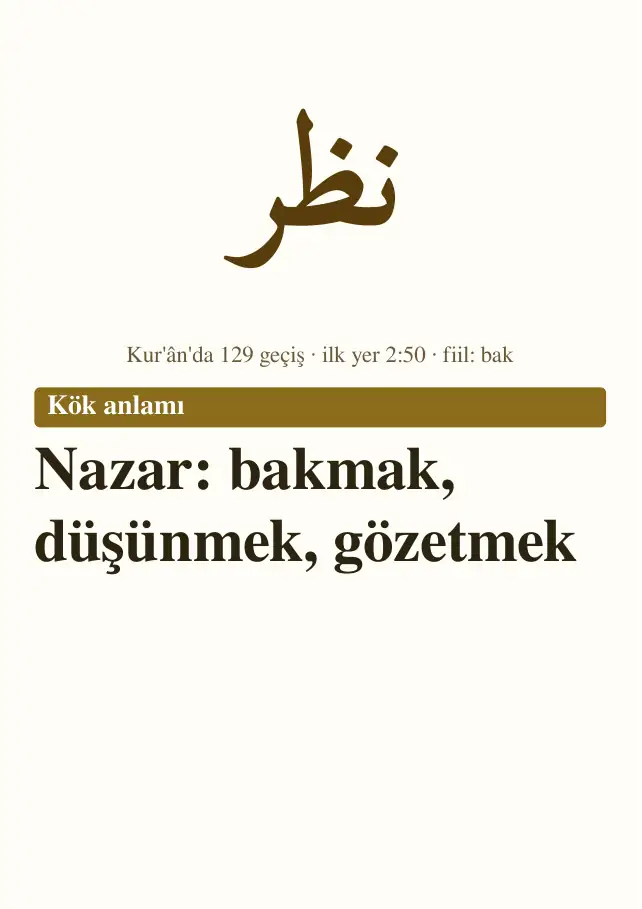 نظر
Kur'ân'da 129 geçiş · ilk yer 2:50 · fiil: bak
Kök anlamı
Nazar: bakmak,
düşünmek, gözetmek